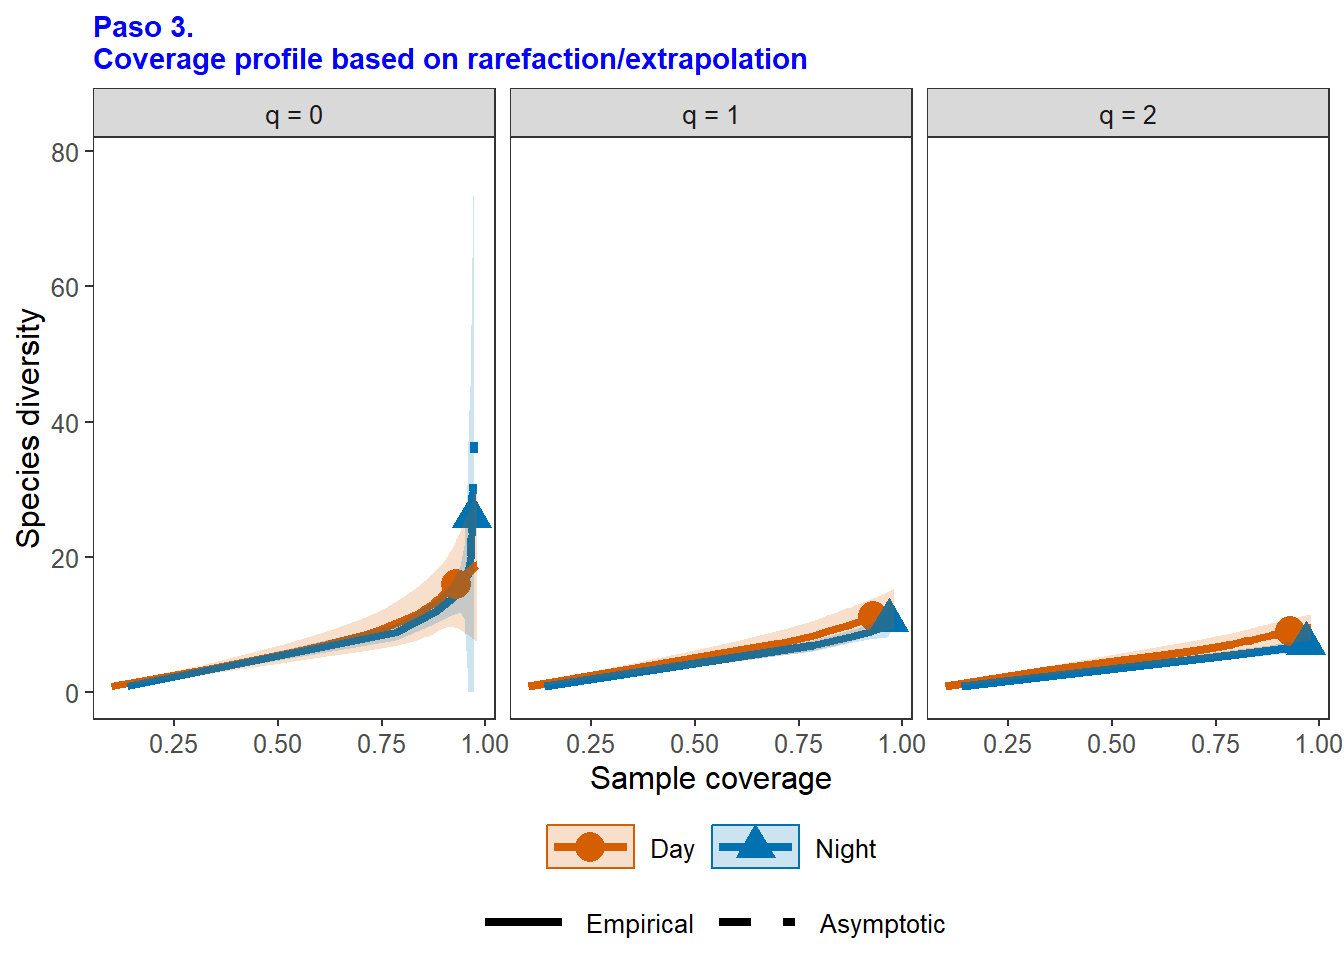 Paso 3.
Coverage profile based on rarefaction/extrapolation
q = 0
q = 1
q = 2
Species diversity
80
60
40
20
0
0.25 0.50 0.75 1.00
0.25 0.50 0.75 1.00
0.25 0.50 0.75 1.00
Sample coverage
Day Night
Empirical Asymptotic